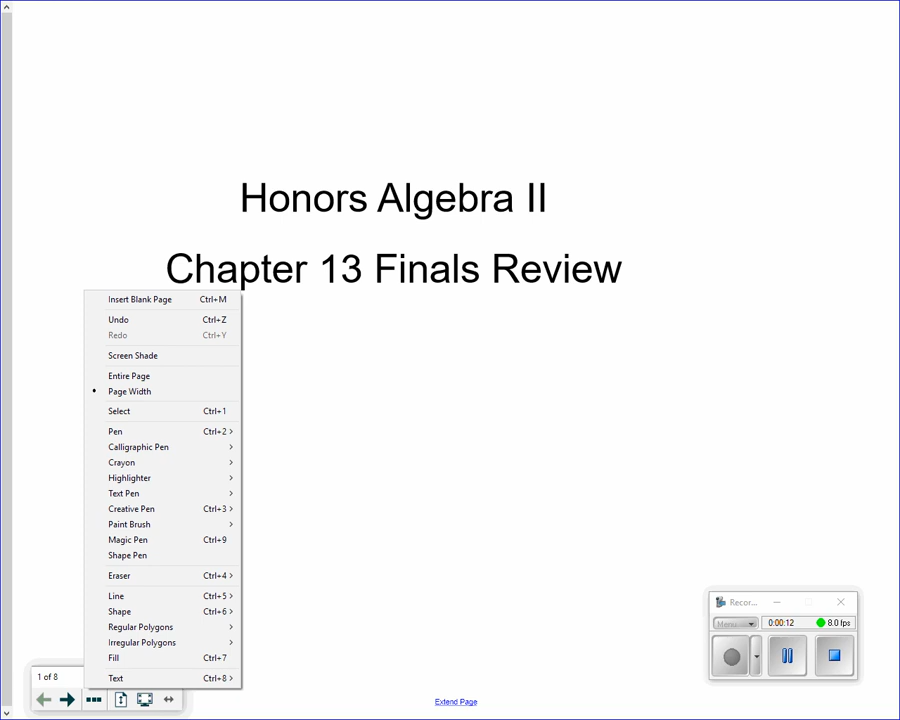 Honors Algebra II
Chapter 13 Finals Review
Insert Blank Page Ctrl+M
Undo Ctrl+Z
Redo Ctrl+Y
Screen Shade
Entire Page
Page Width
Select Ctrl+1
Pen Ctrl+2
Calligraphic Pen
Crayon
Highlighter
Text Pen
Creative Pen Ctrl+3
Paint Brush
Magic Pen Ctrl+9
Shape Pen
Eraser Ctrl+4
Line Ctrl+5
Shape Ctrl+6
Regular Polygons
Irregular Polygons
Fill Ctrl+7
Text Ctrl+8
1 of 8
Extend Page
Recor...
Menu 0:00:12 8.0 fps